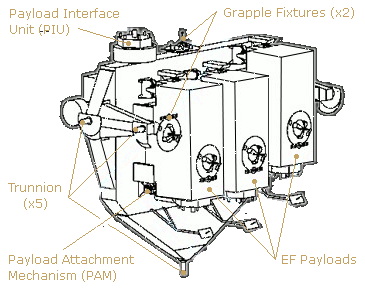 Payload Interface
Unit (PIU)
Grapple Fixtures (x2)
Trunnion
(x5)
Payload Attachment
Mechanism (PAM)
EF Payloads